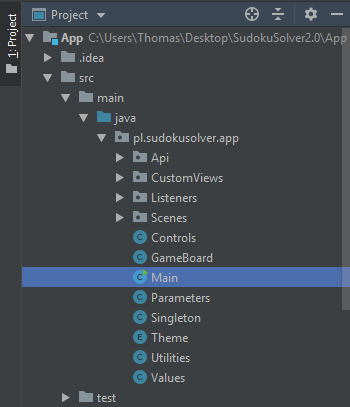 Project
1: Project
App C:\Users\Thomas\Desktop\SudokuSolver2.0\App
.idea
src
main
java
pl.sudokusolver.app
Api
CustomViews
Listeners
Scenes
Controls
GameBoard
Main
Parameters
Singleton
Theme
Utilities
Values
test